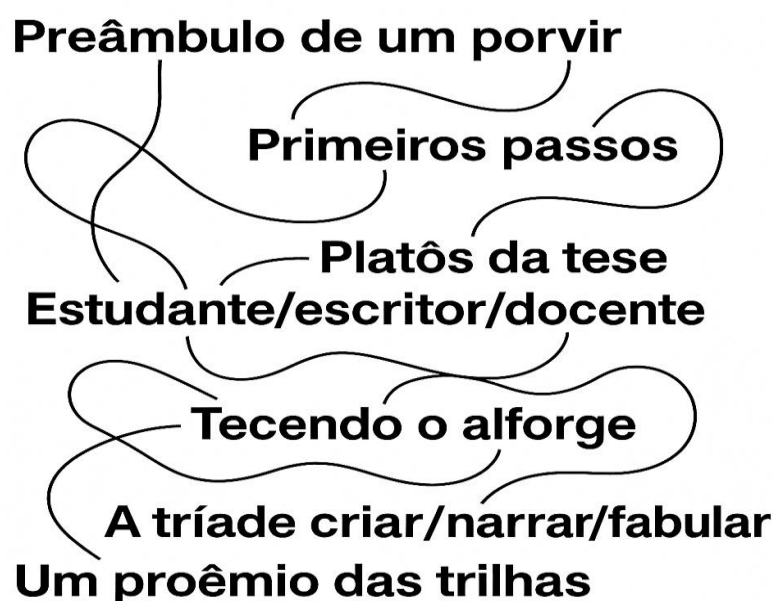 Preâmbulo de um porvir
Primeiros passos
Platôs da tese
Estudante/escritor/docente
Tecendo o alforge
A tríade criar/narrar/fabular
Um proêmio das trilhas